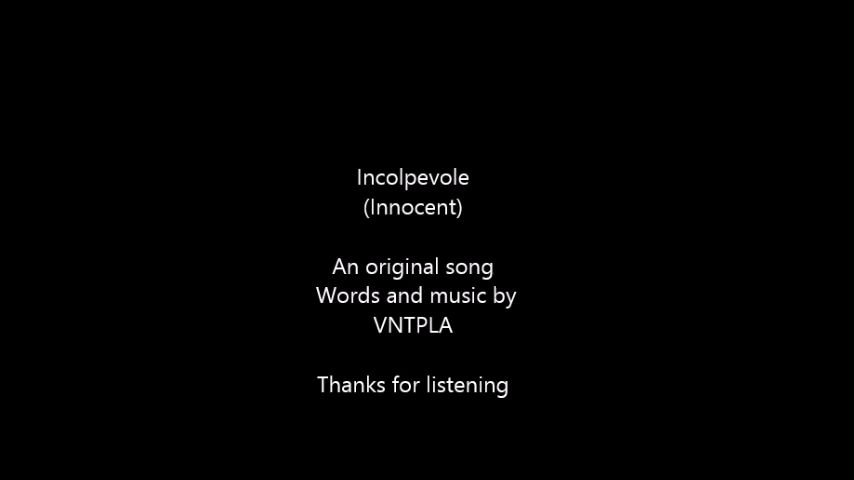 Incolpevole
(Innocent)
An original song
Words and music by
VNTPLA
Thanks for listening